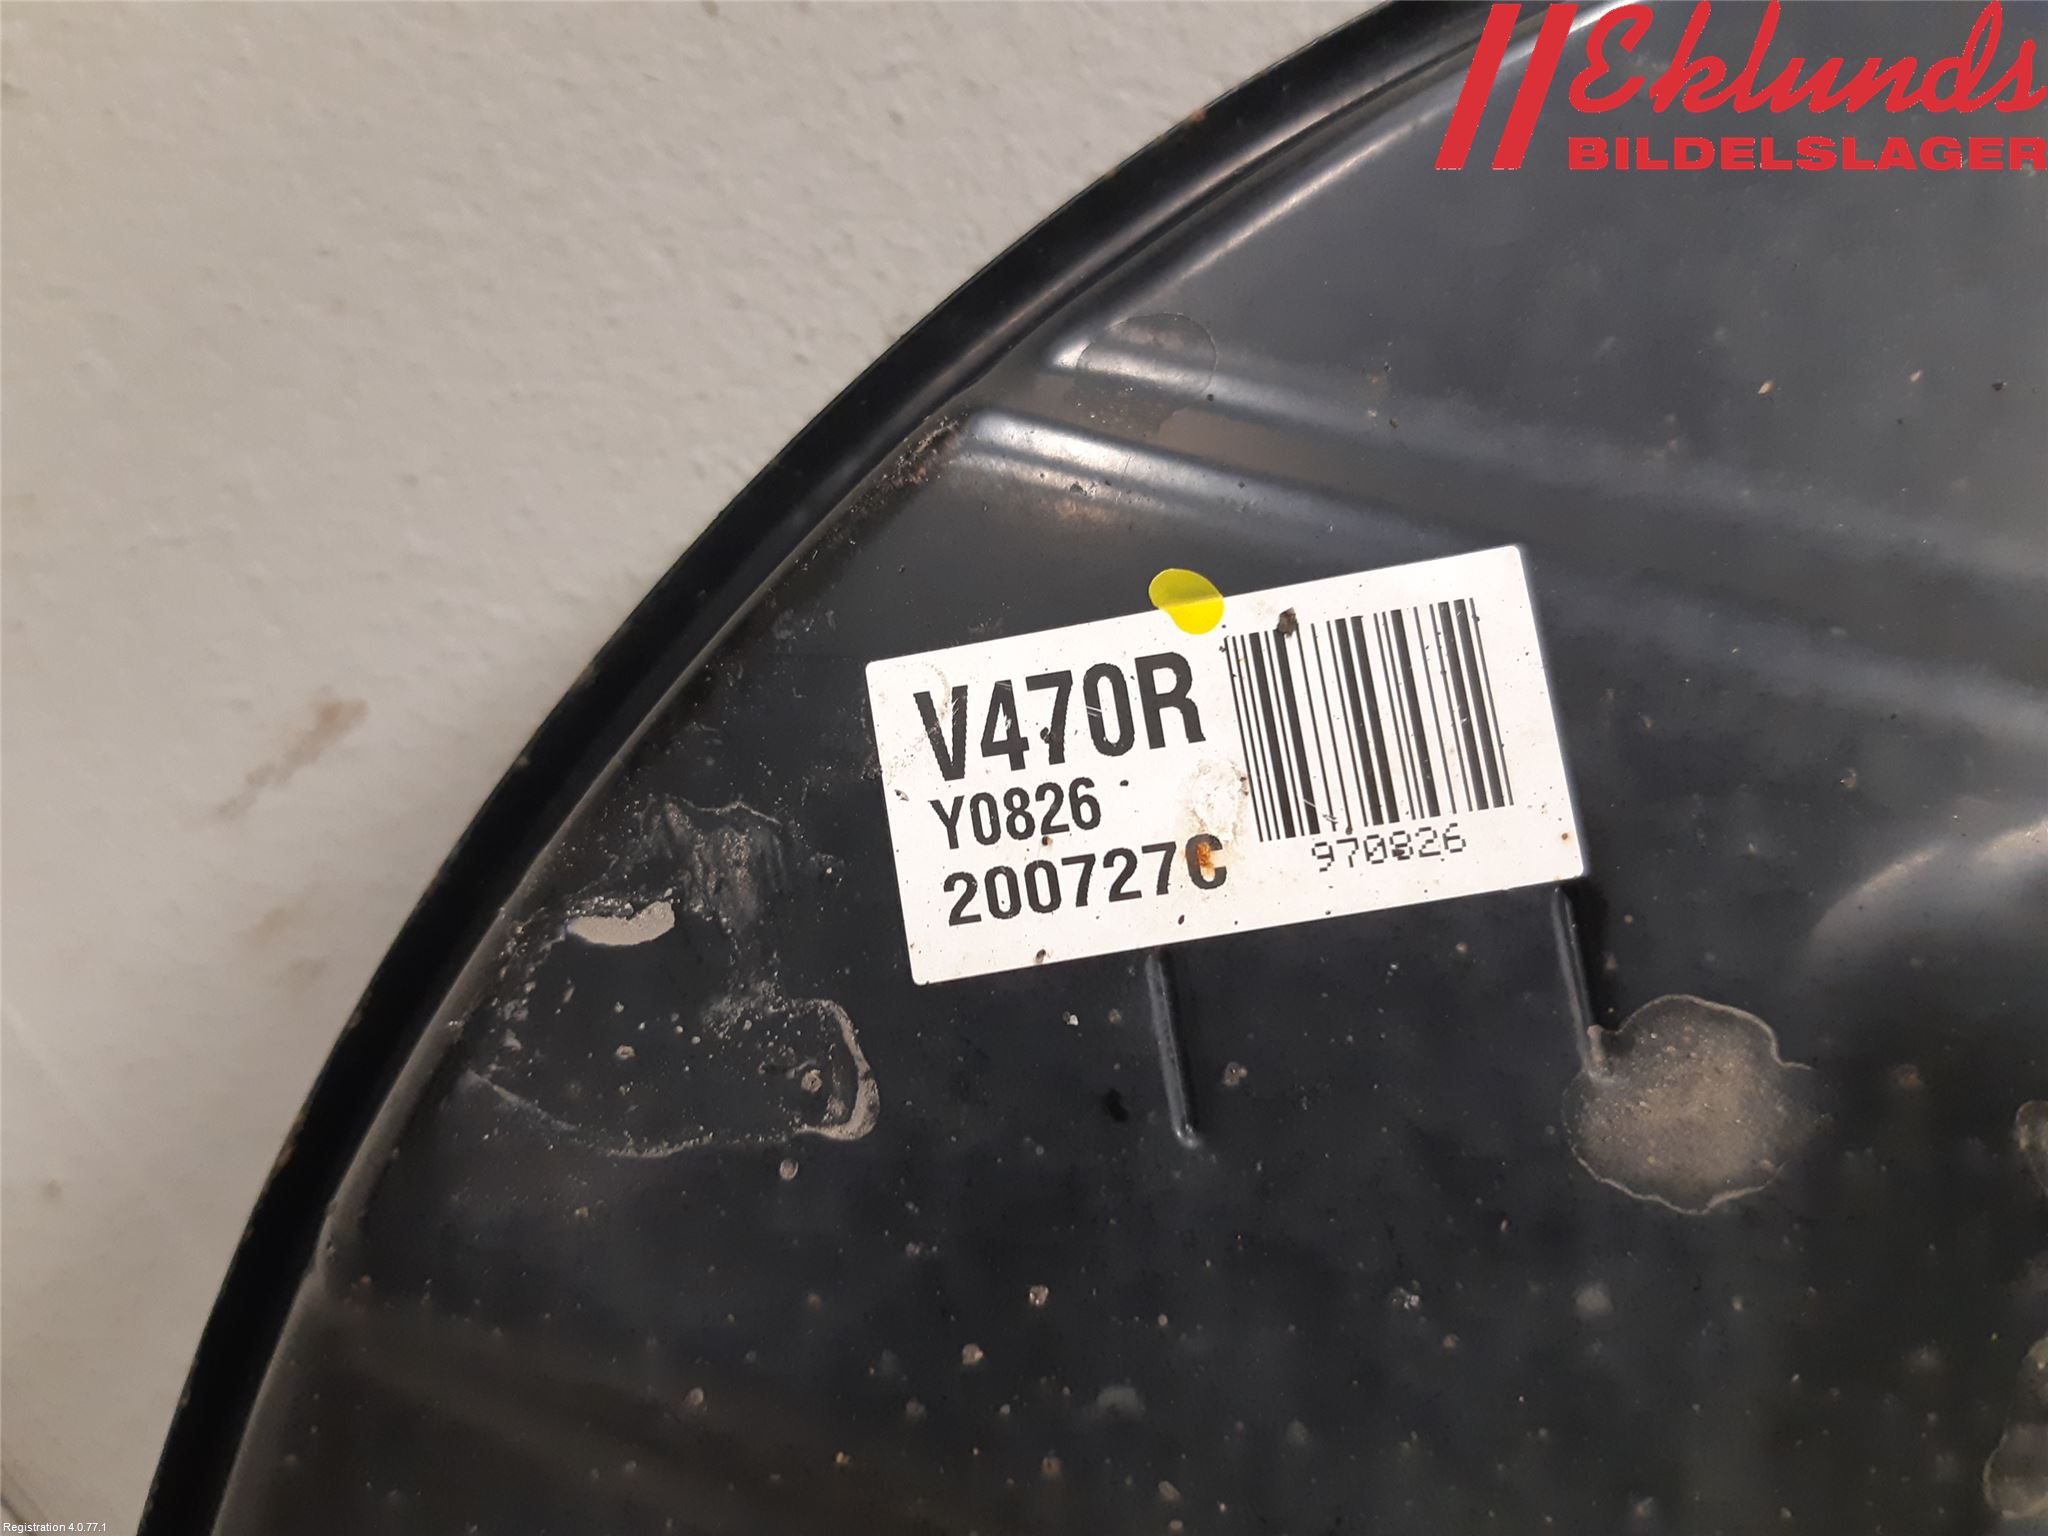 Eklunds
BILDELSLAGER
V470R
Y0826
200727C
970826
Registration 4.0.77.1